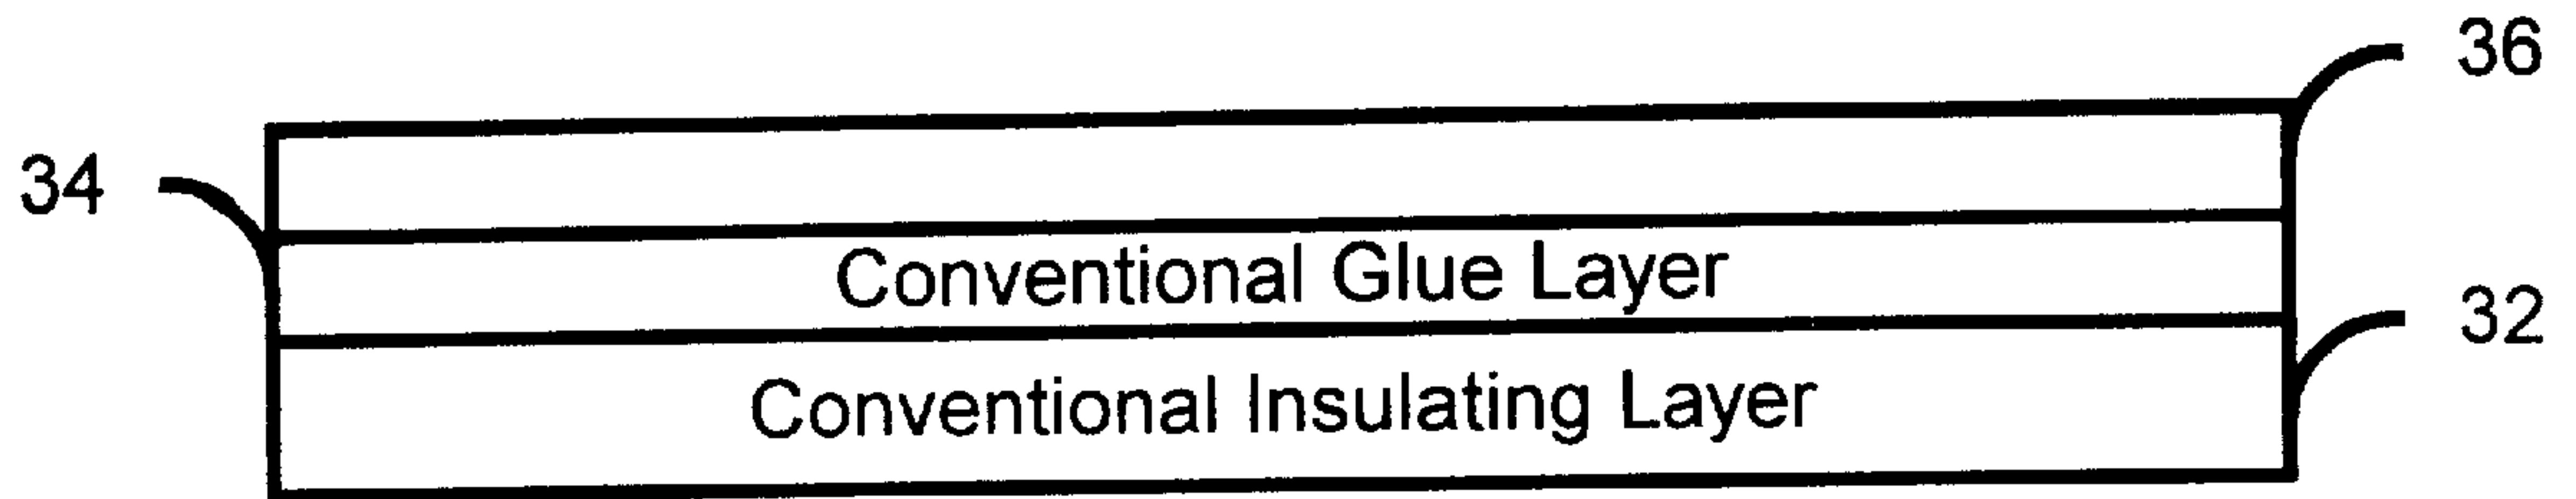 36
34
Conventional Glue Layer
32
Conventional Insulating Layer